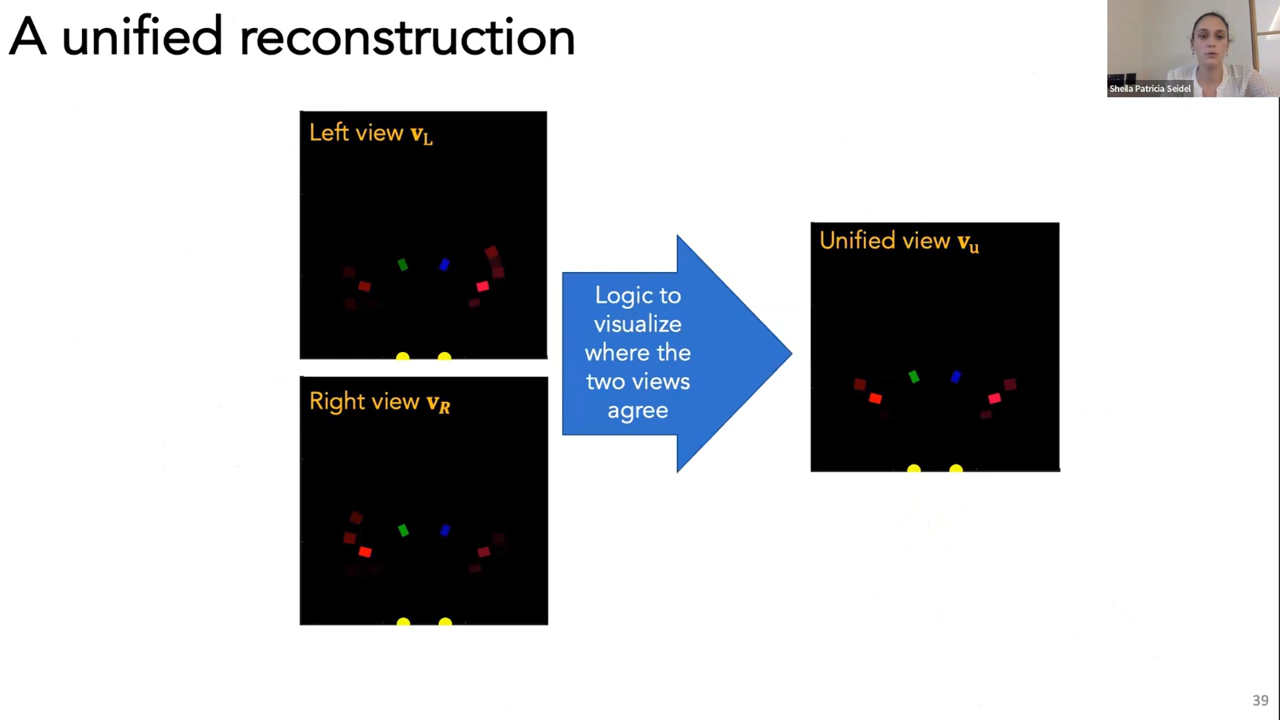 A unified reconstruction
Sheila Patricia Seidel
Left view v_L
Logic to
visualize
where the
two views
agree
Unified view v_u
Right view v_R
39